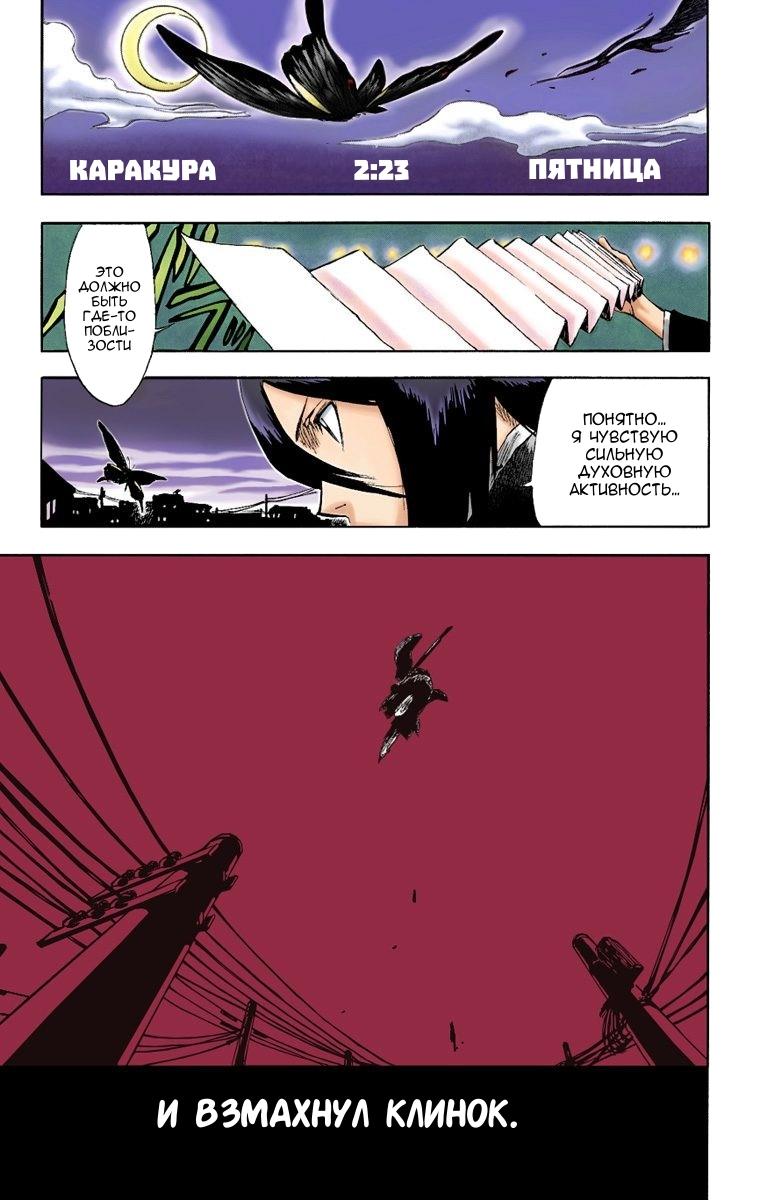 КАРАКУРА 2:23 ПЯТНИЦА
ЭТО
ДОЛЖНО
БЫТЬ
ГДЕ-ТО
ПОБЛИ-
ЗОСТИ
ПОНЯТНО...
Я ЧУВСТВУЮ
СИЛЬНУЮ
ДУХОВНУЮ
АКТИВНОСТЬ...
И ВЗМАХНУЛ КЛИНОК.